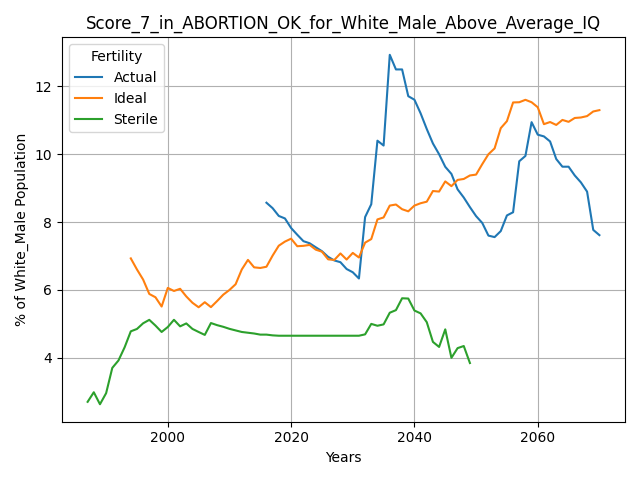 Score_7_in_ABORTION_OK_for_White_Male_Above_Average_IQ
Fertility
Actual
Ideal
Sterile
% of White_Male Population
12
10
8
6
4
2000 2020 2040 2060
Years